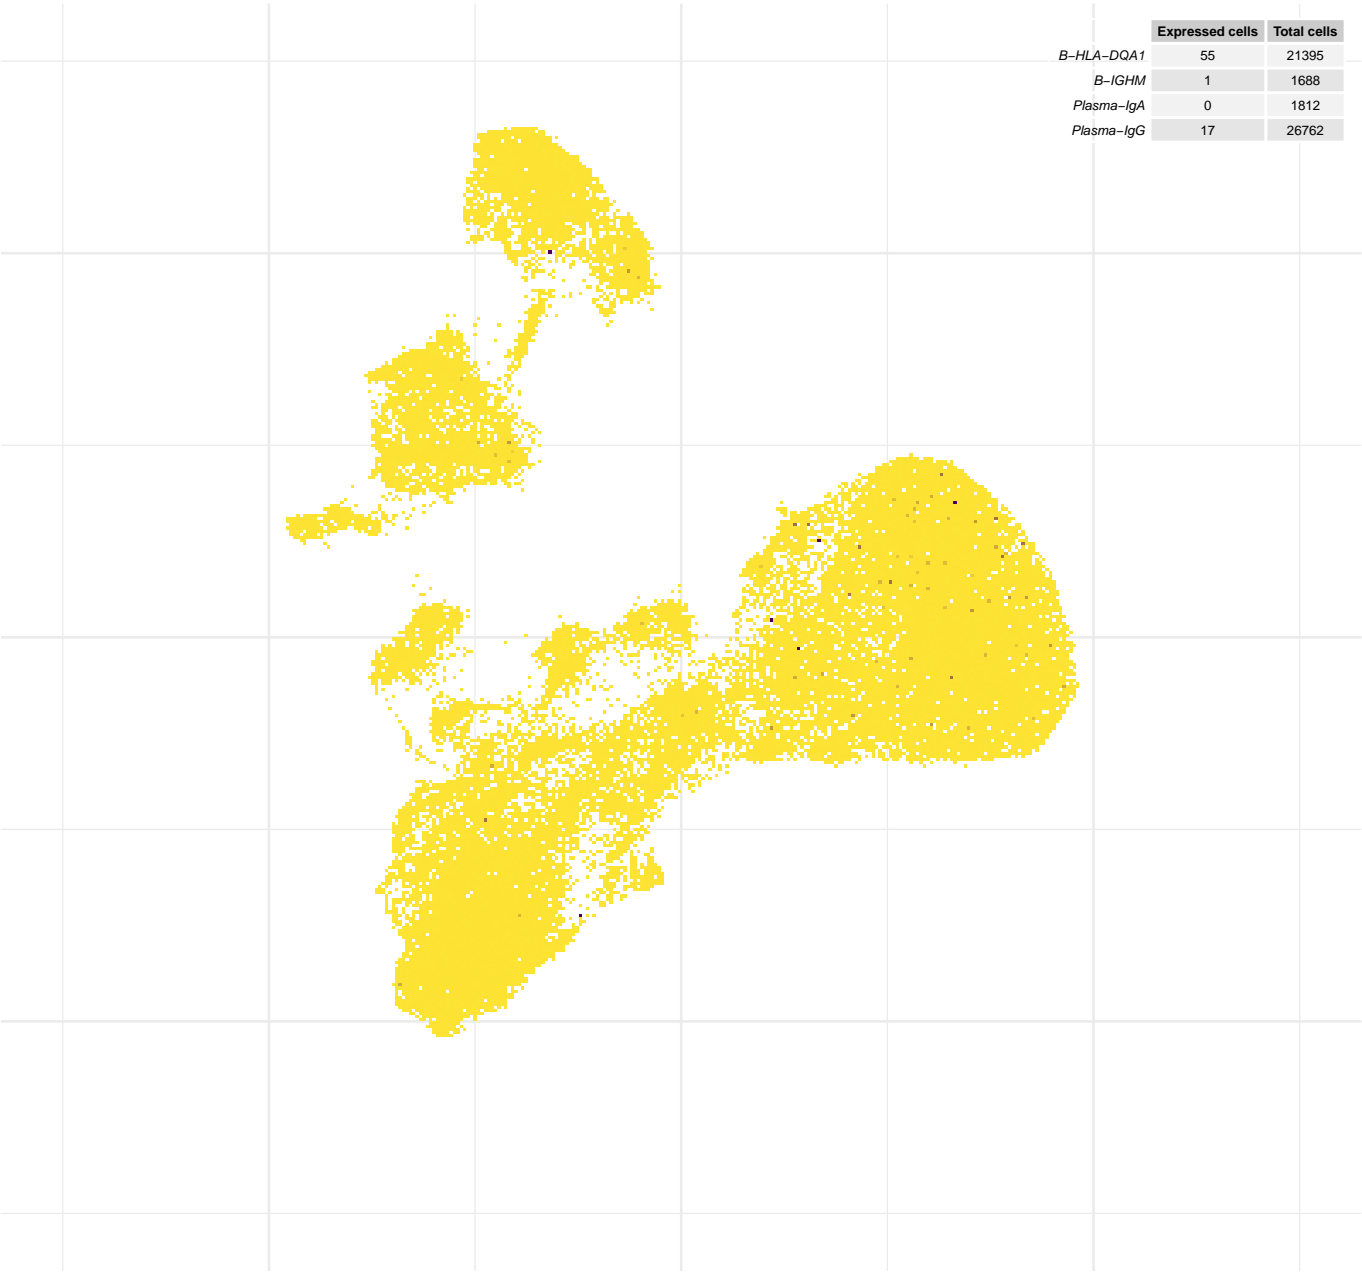 Expressed cells Total cells
B−HLA−DQA1 55 21395
B−IGHM 1 1688
Plasma−IgA 0 1812
Plasma−IgG 17 26762